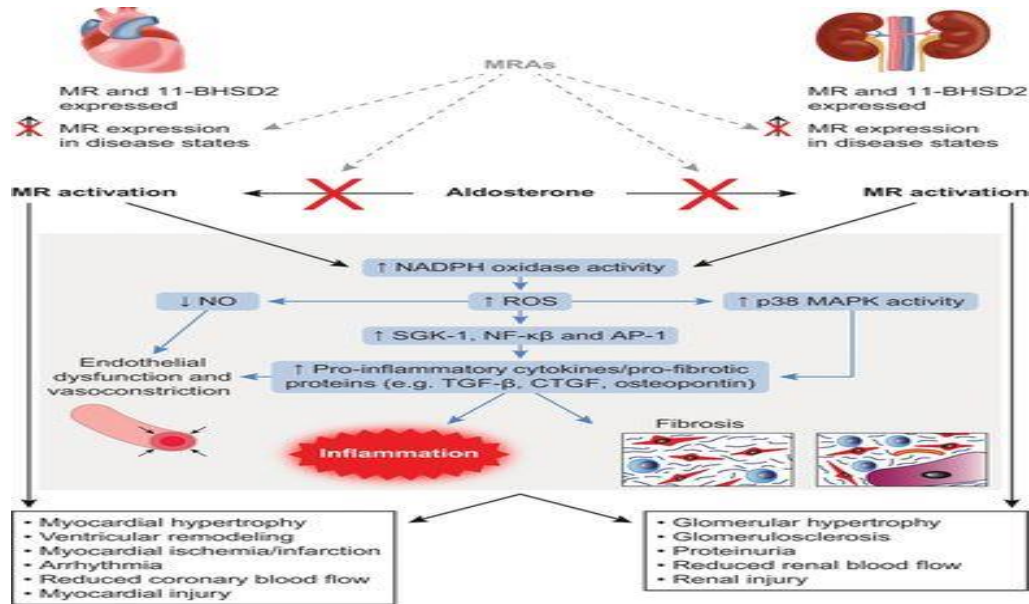 MRAs
MR and 11-BHSD2
expressed
↑ MR expression
in disease states
MR and 11-BHSD2
expressed
↑ MR expression
in disease states
MR activation
Aldosterone
MR activation
↑ NADPH oxidase activity
↓ NO
↑ ROS
↑ p38 MAPK activity
↑ SGK-1, NF-κβ and AP-1
Endothelial
dysfunction and
vasoconstriction
↑ Pro-inflammatory cytokines/pro-fibrotic
proteins (e.g. TGF-β, CTGF, osteopontin)
Inflammation
Fibrosis
• Myocardial hypertrophy
• Ventricular remodeling
• Myocardial ischemia/infarction
• Arrhythmia
• Reduced coronary blood flow
• Myocardial injury
• Glomerular hypertrophy
• Glomerulosclerosis
• Proteinuria
• Reduced renal blood flow
• Renal injury